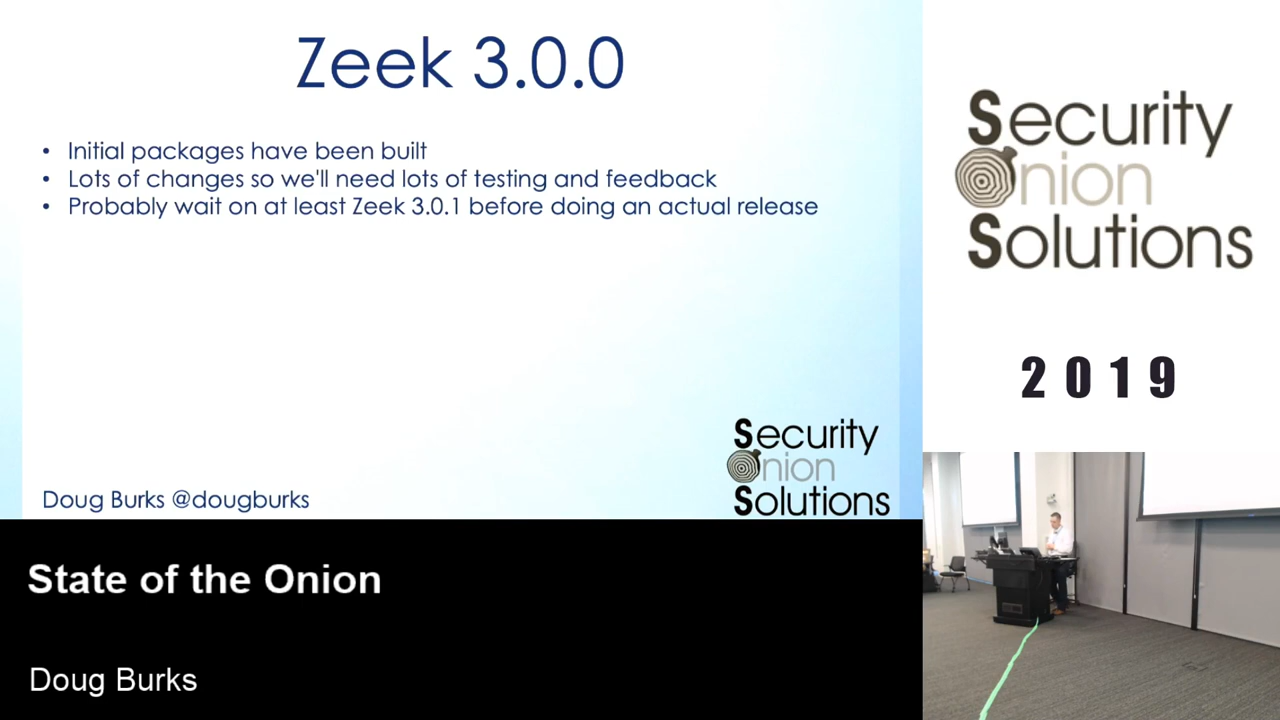 Zeek 3.0.0
• Initial packages have been built
• Lots of changes so we'll need lots of testing and feedback
• Probably wait on at least Zeek 3.0.1 before doing an actual release
Doug Burks @dougburks
Security
Onion
Solutions
State of the Onion
Doug Burks
Security
Onion
Solutions
2019